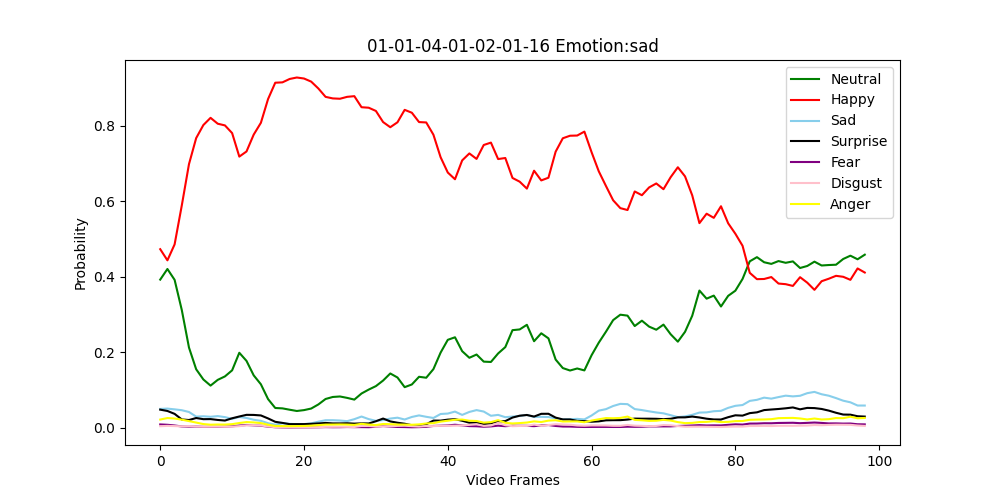 01-01-04-01-02-01-16 Emotion:sad
Neutral
Happy
Sad
Surprise
Fear
Disgust
Anger
Probability
0.8
0.6
0.4
0.2
0.0
0 20 40 60 80 100
Video Frames